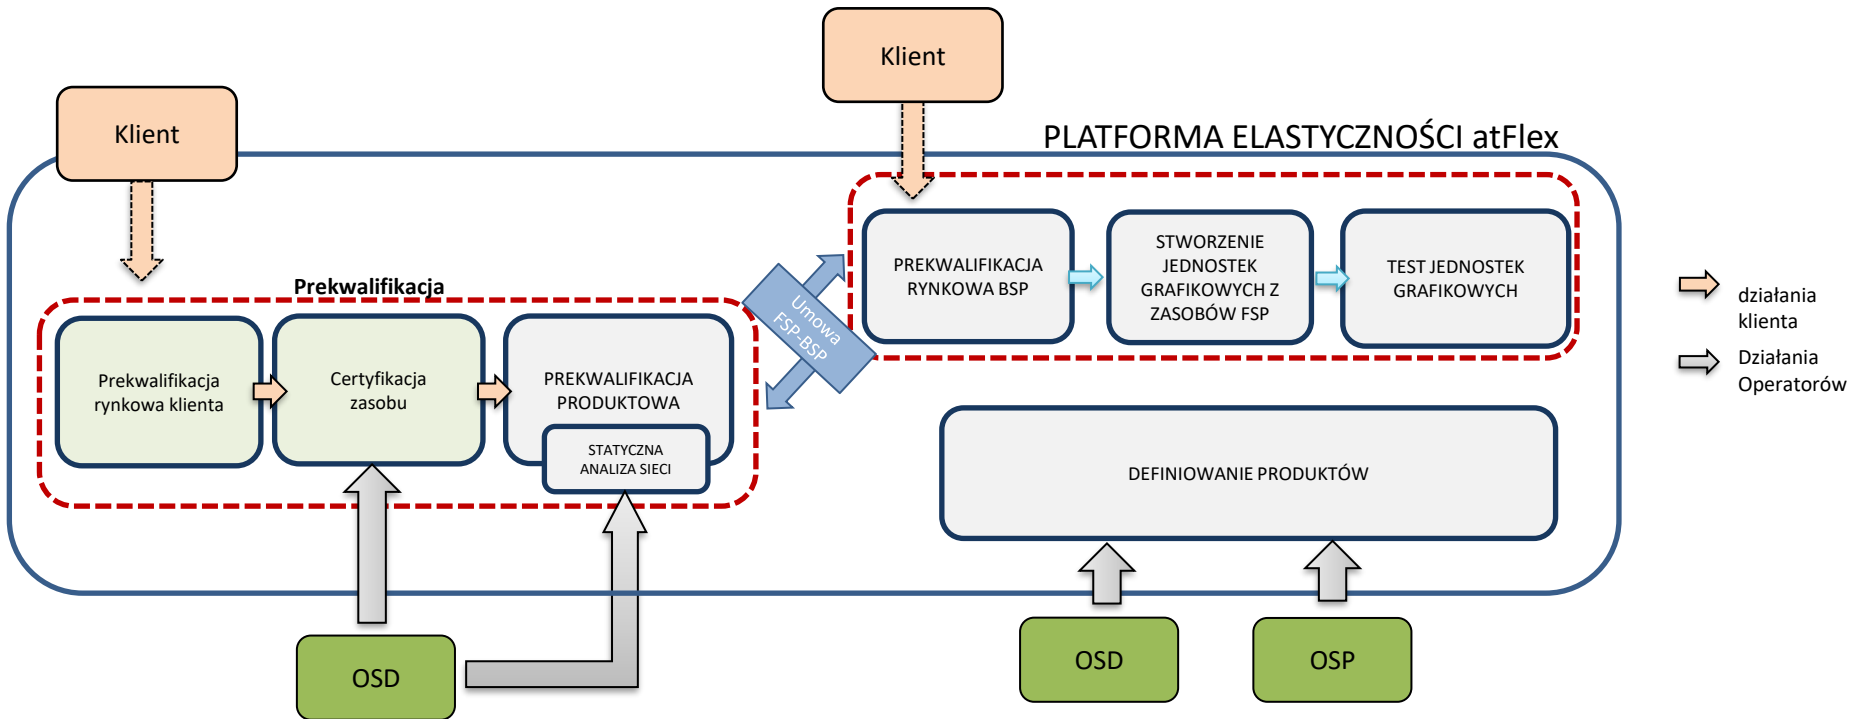 Klient
Klient
PLATFORMA ELASTYCZNOŚCI atFlex
Prekwalifikacja
Prekwalifikacja
rynkowa klienta
Certyfikacja
zasobu
PREKWALIFIKACJA
PRODUKTOWA
STATYCZNA
ANALIZA SIECI
Umowa
FSP-BSP
PREKWALIFIKACJA
RYNKOWA BSP
STWORZENIE
JEDNOSTEK
GRAFIKOWYCH Z
ZASOBÓW FSP
TEST JEDNOSTEK
GRAFIKOWYCH
działania
klienta
Działania
Operatorów
DEFINIOWANIE PRODUKTÓW
OSD
OSD
OSP